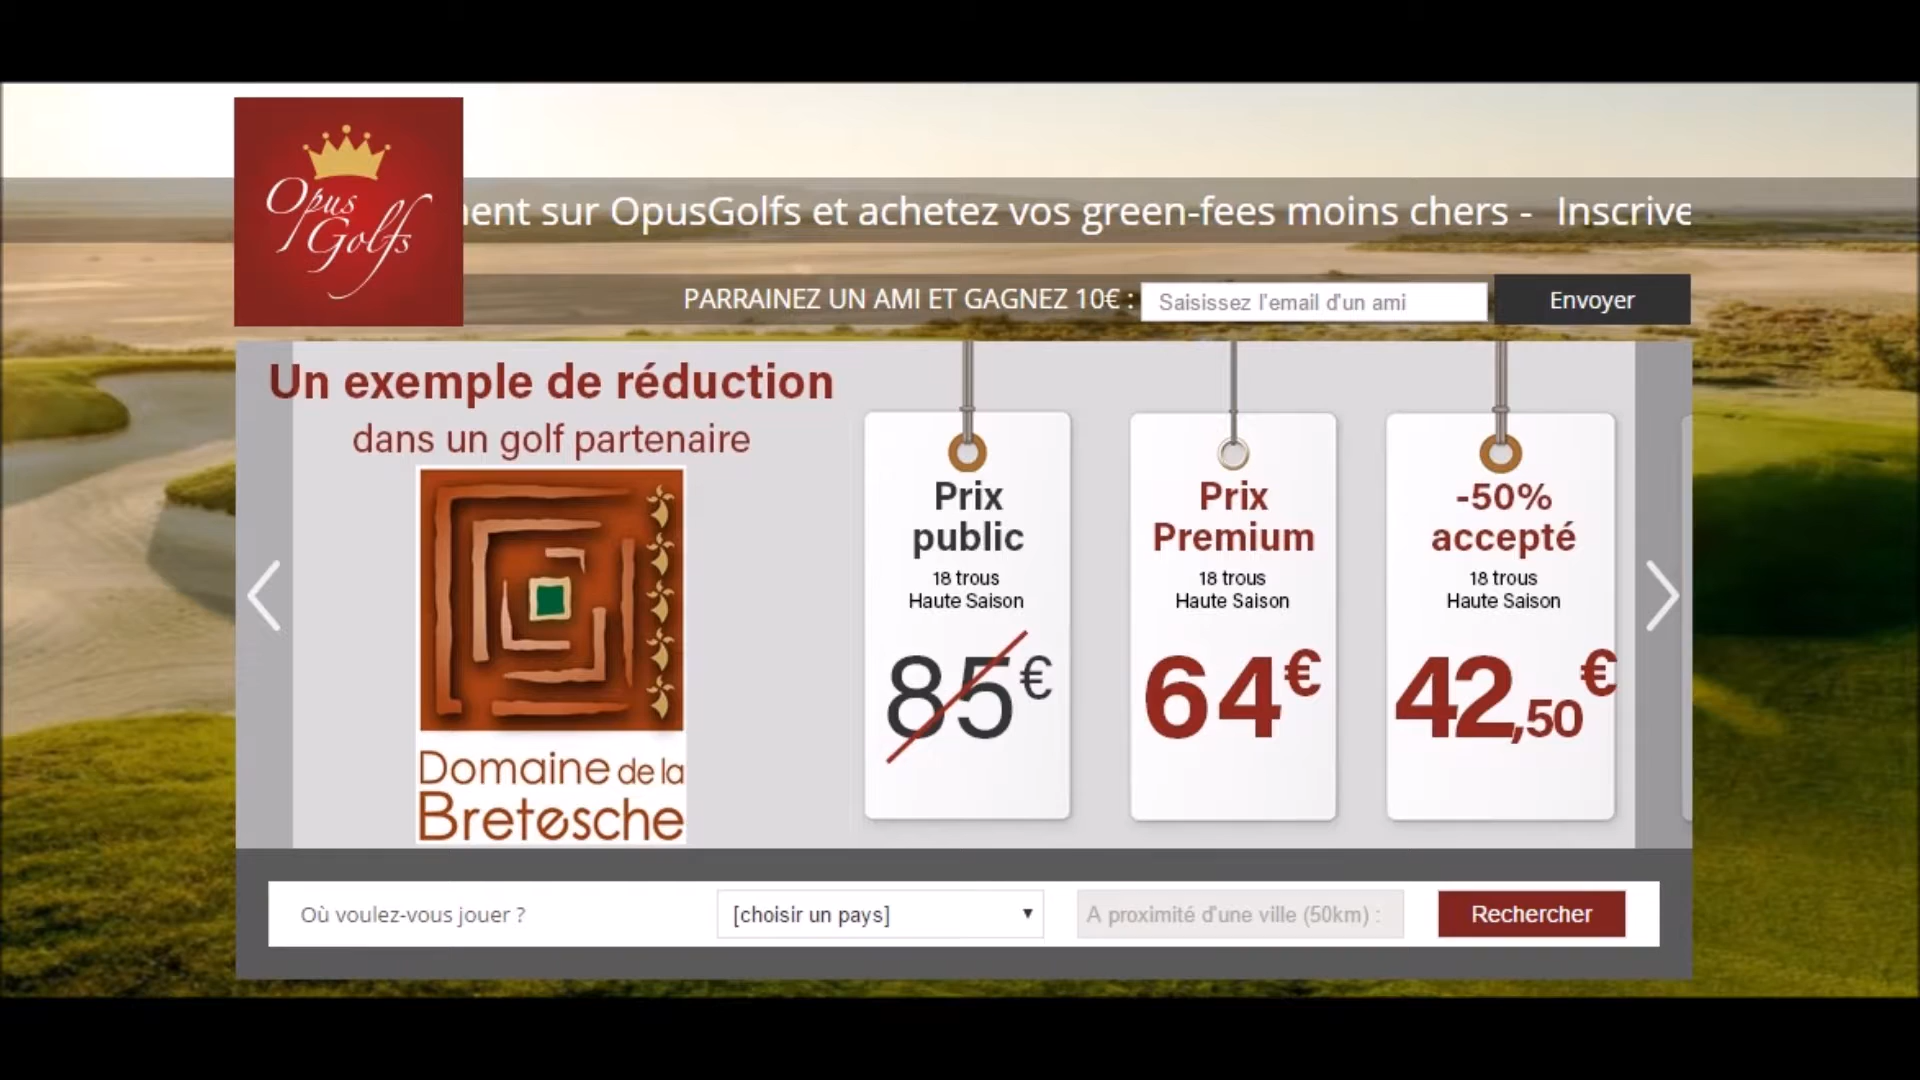 Opus
Golfs
sur OpusGolfs et achetez vos green-fees moins chers -
PARRAINEZ UN AMI ET GAGNEZ 10€ :
Saisissez l'email d'un ami
Envoyer
Un exemple de réduction
dans un golf partenaire
Domaine de la
Bretesche
Prix
public
18 trous
Haute Saison
85€
Prix
Premium
18 trous
Haute Saison
64€
-50%
accepté
18 trous
Haute Saison
42,50€
Où voulez-vous jouer ?
[choisir un pays]
A proximité d'une ville (50km) :
Rechercher